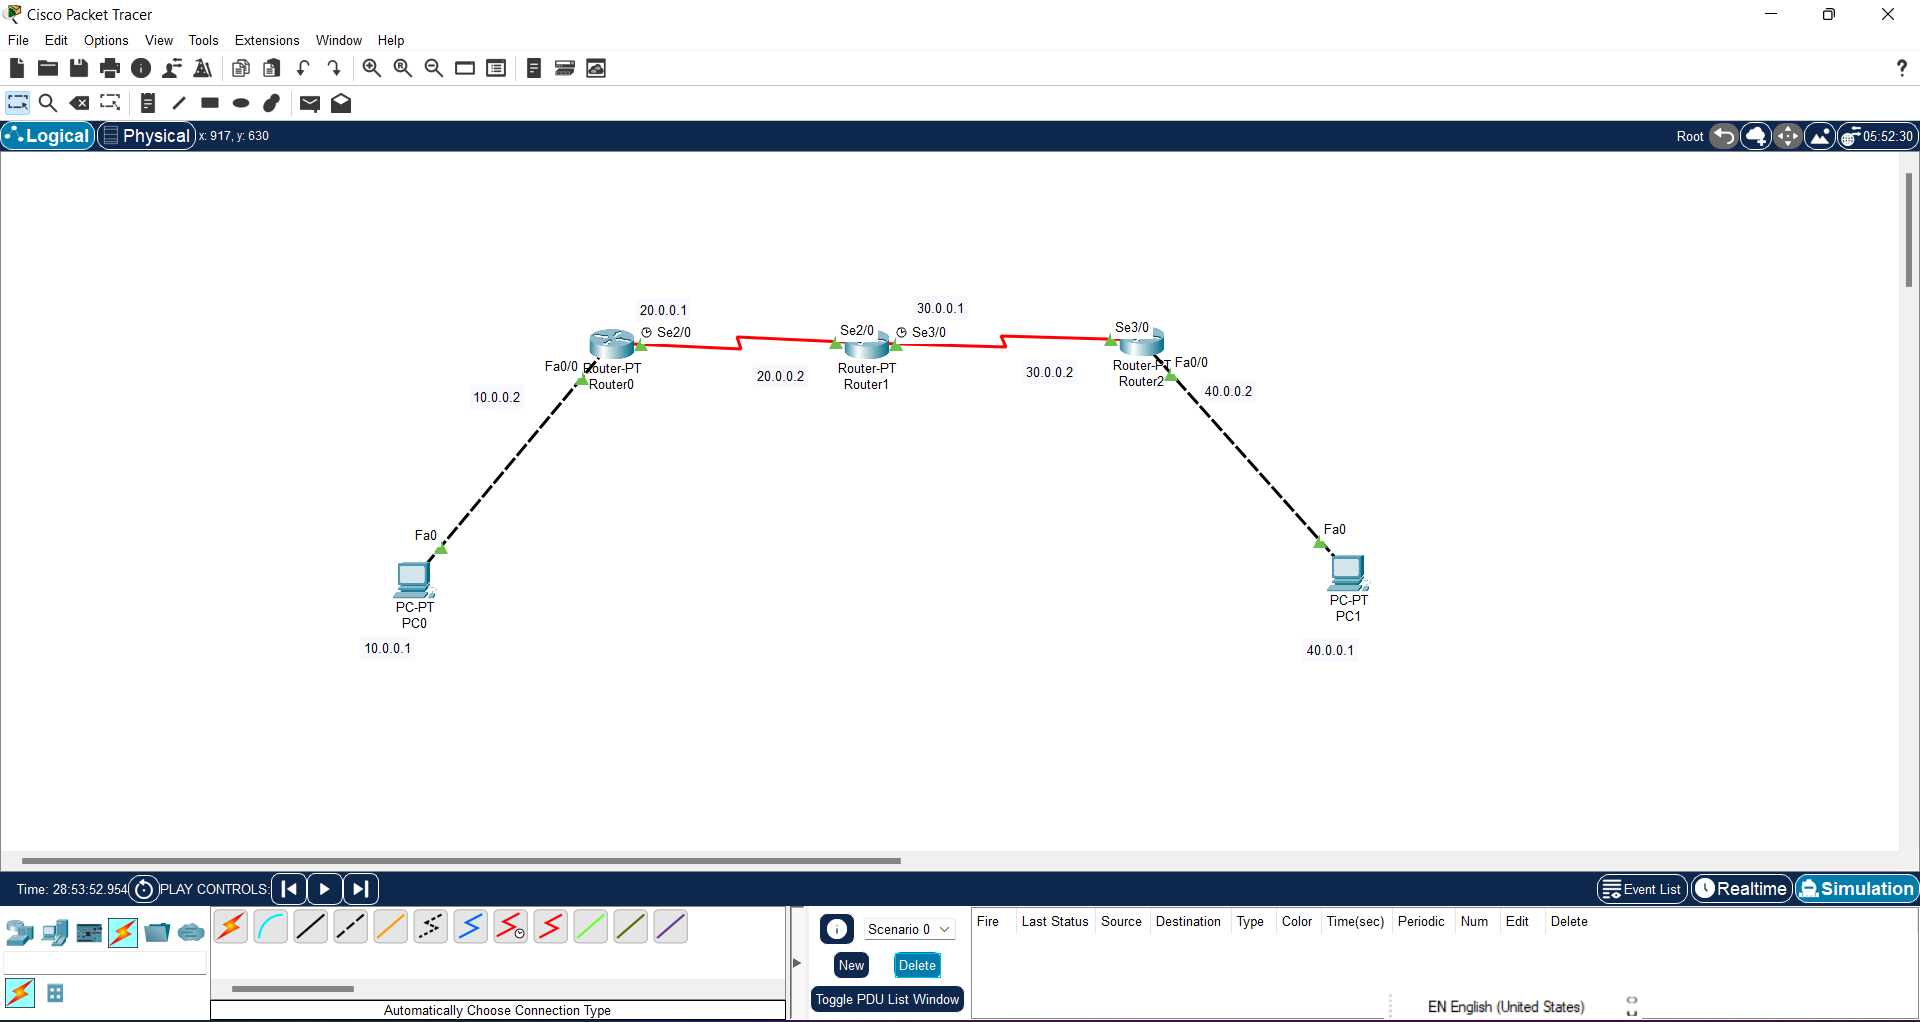 Cisco Packet Tracer
File Edit Options View Tools Extensions Window Help
Logical Physical x: 917, y: 630 Root 05:52:30
20.0.0.1
30.0.0.1
Se2/0
Se2/0
Se3/0
Se3/0
Fa0/0
Router-PT
Router0
20.0.0.2
Router-PT
Router1
30.0.0.2
Router-PT
Router2
Fa0/0
10.0.0.2
40.0.0.2
Fa0
Fa0
PC-PT
PC0
10.0.0.1
PC-PT
PC1
40.0.0.1
Time: 28:53:52.954 PLAY CONTROLS: Event List Realtime Simulation
Scenario 0
New Delete
Toggle PDU List Window
Fire Last Status Source Destination Type Color Time(sec) Periodic Num Edit Delete
Automatically Choose Connection Type
EN English (United States)